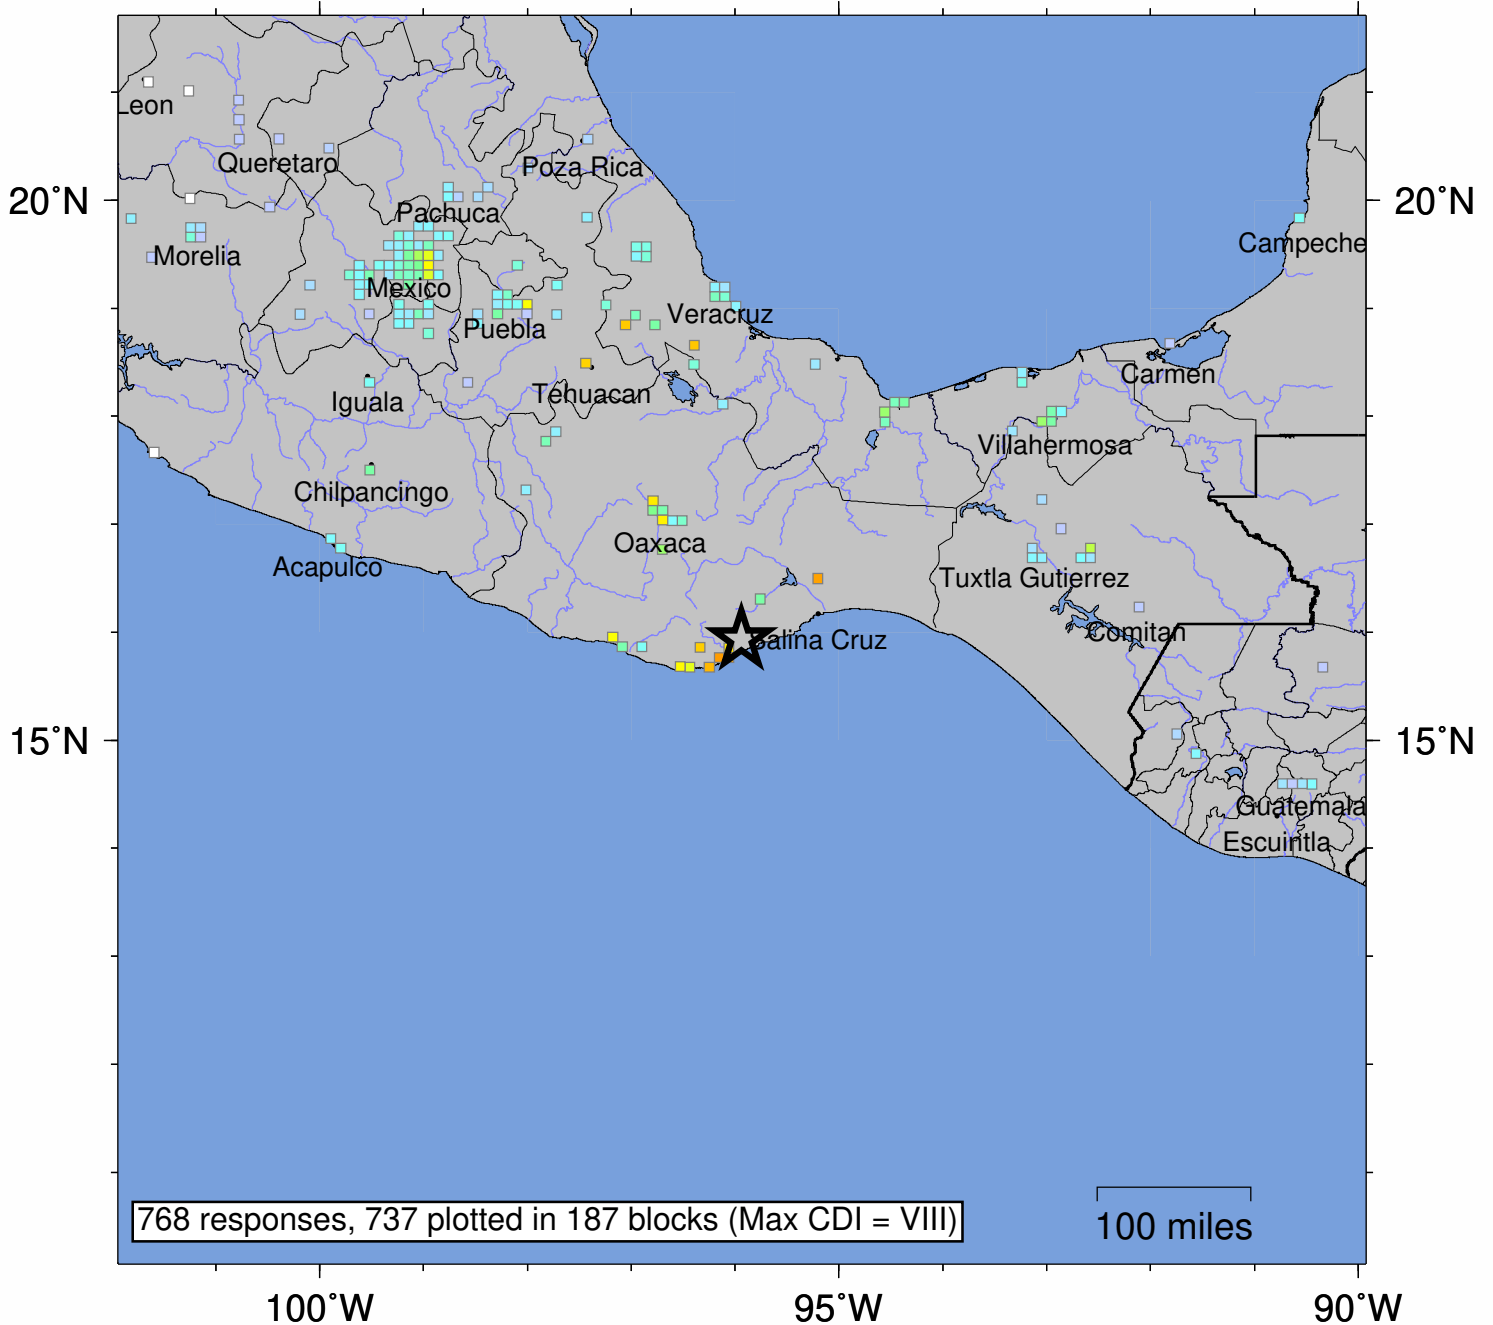 Leon
Queretaro
Poza Rica
20˚N
20˚N
Pachuca
Campeche
Morelia
Mexico
Veracruz
Puebla
Carmen
Tehuacan
Iguala
Villahermosa
Chilpancingo
Oaxaca
Acapulco
Tuxtla Gutierrez
Comitan
Salina Cruz
15˚N
15˚N
Guatemala
Escuintla
768 responses, 737 plotted in 187 blocks (Max CDI = VIII)
100 miles
100˚W
95˚W
90˚W